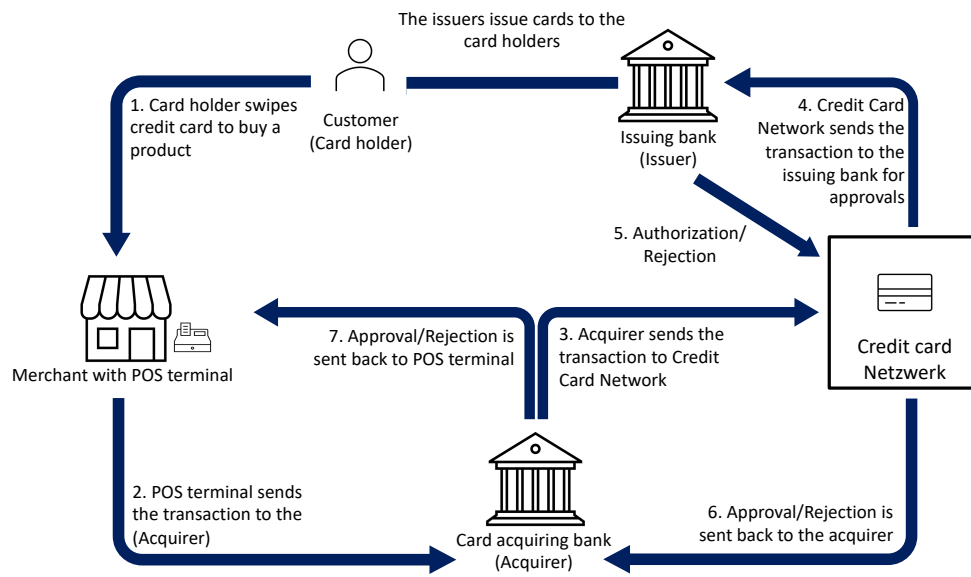 The issuers issue cards to the
card holders
1. Card holder swipes
credit card to buy a
product
Customer
(Card holder)
Issuing bank
(Issuer)
4. Credit Card
Network sends the
transaction to the
issuing bank for
approvals
5. Authorization/
Rejection
Merchant with POS terminal
7. Approval/Rejection is
sent back to POS terminal
3. Acquirer sends the
transaction to Credit
Card Network
Credit card
Netzwerk
2. POS terminal sends
the transaction to the
(Acquirer)
Card acquiring bank
(Acquirer)
6. Approval/Rejection is
sent back to the acquirer